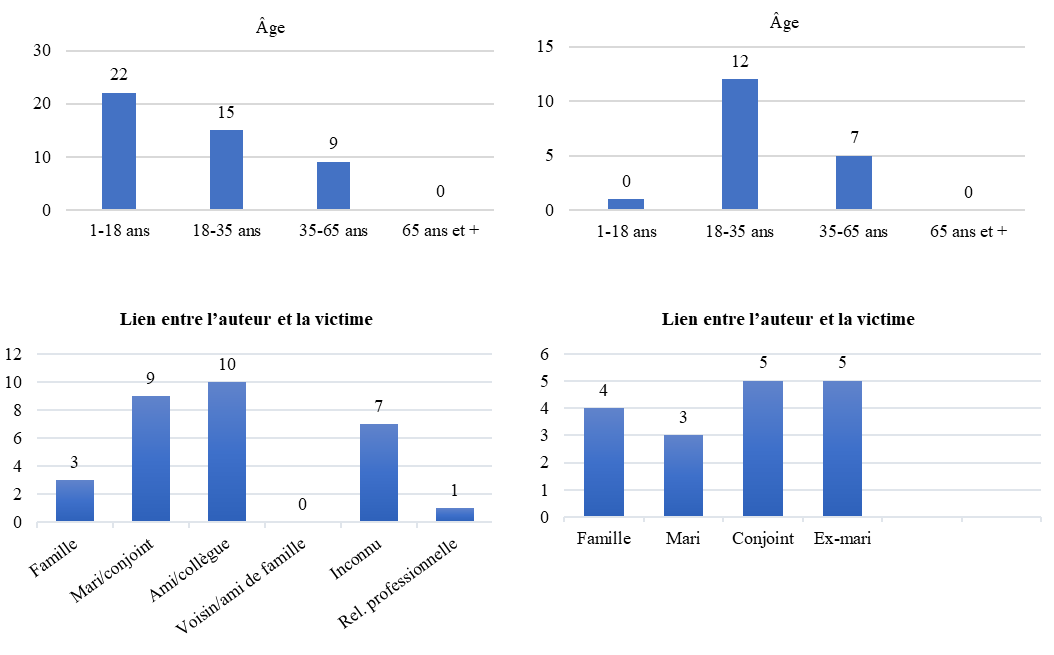 Âge
30
20
10
0
22
15
9
0
1-18 ans
18-35 ans
35-65 ans
65 ans et +
Âge
15
10
5
0
0
12
7
0
1-18 ans
18-35 ans
35-65 ans
65 ans et +
Lien entre l’auteur et la victime
12
10
8
6
4
2
0
3
9
10
0
7
1
Famille
Mari/conjoint
Ami/collègue
Voisin/ami de famille
Inconnu
Rel. professionnelle
Lien entre l’auteur et la victime
6
5
4
3
2
1
0
4
3
5
5
Famille
Mari
Conjoint
Ex-mari